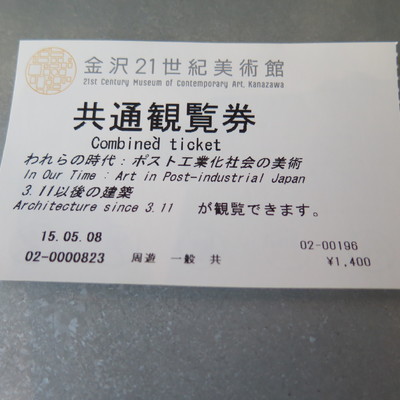 金沢21世紀美術館
21st Century Museum of Contemporary Art, Kanazawa
共通観覧券
Combined ticket
われらの時代：ポスト工業化社会の美術
In Our Time : Art in Post-industrial Japan
3.11以後の建築
Architecture since 3.11 が観覧できます。
15.05.08 02-00196
02-0000823 周遊 一般 共 ¥1,400